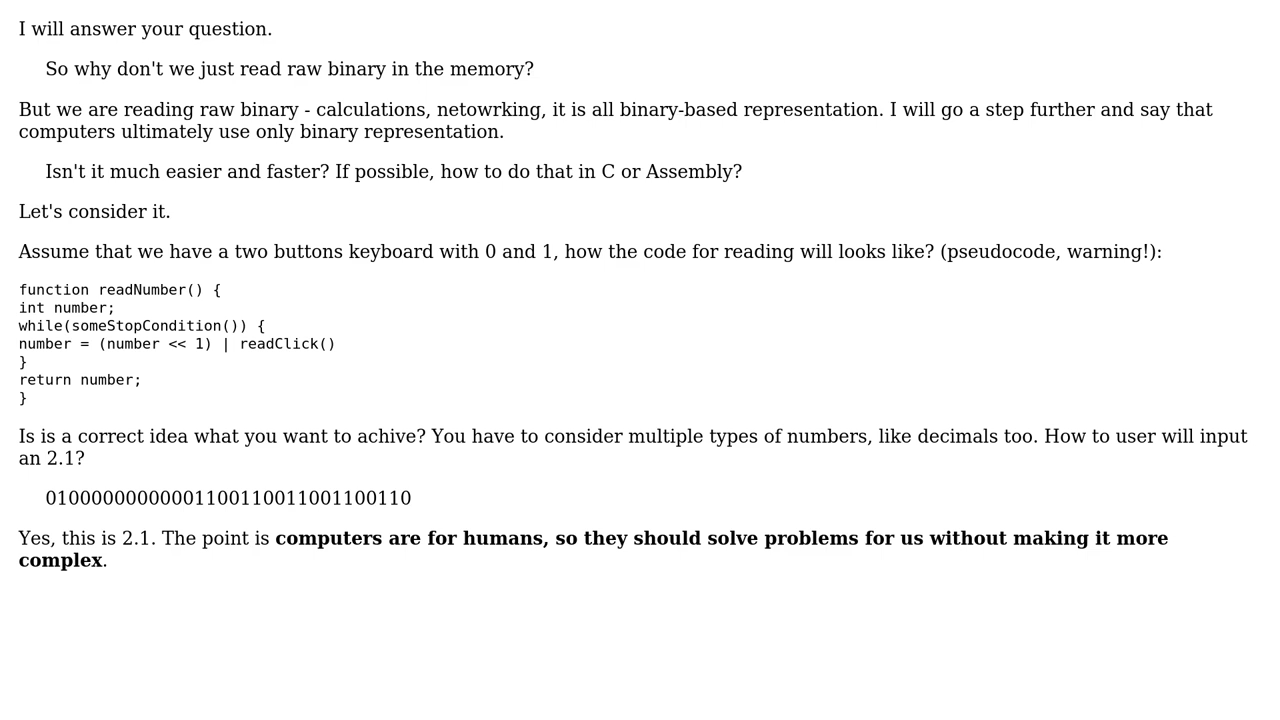 I will answer your question.
So why don't we just read raw binary in the memory?
But we are reading raw binary - calculations, netowrking, it is all binary-based representation. I will go a step further and say that
computers ultimately use only binary representation.
Isn't it much easier and faster? If possible, how to do that in C or Assembly?
Let's consider it.
Assume that we have a two buttons keyboard with 0 and 1, how the code for reading will looks like? (pseudocode, warning!):
function readNumber() {
int number;
while(someStopCondition()) {
number = (number << 1) | readClick()
}
return number;
}
Is is a correct idea what you want to achive? You have to consider multiple types of numbers, like decimals too. How to user will input
an 2.1?
01000000000001100110011001100110
Yes, this is 2.1. The point is computers are for humans, so they should solve problems for us without making it more
complex.